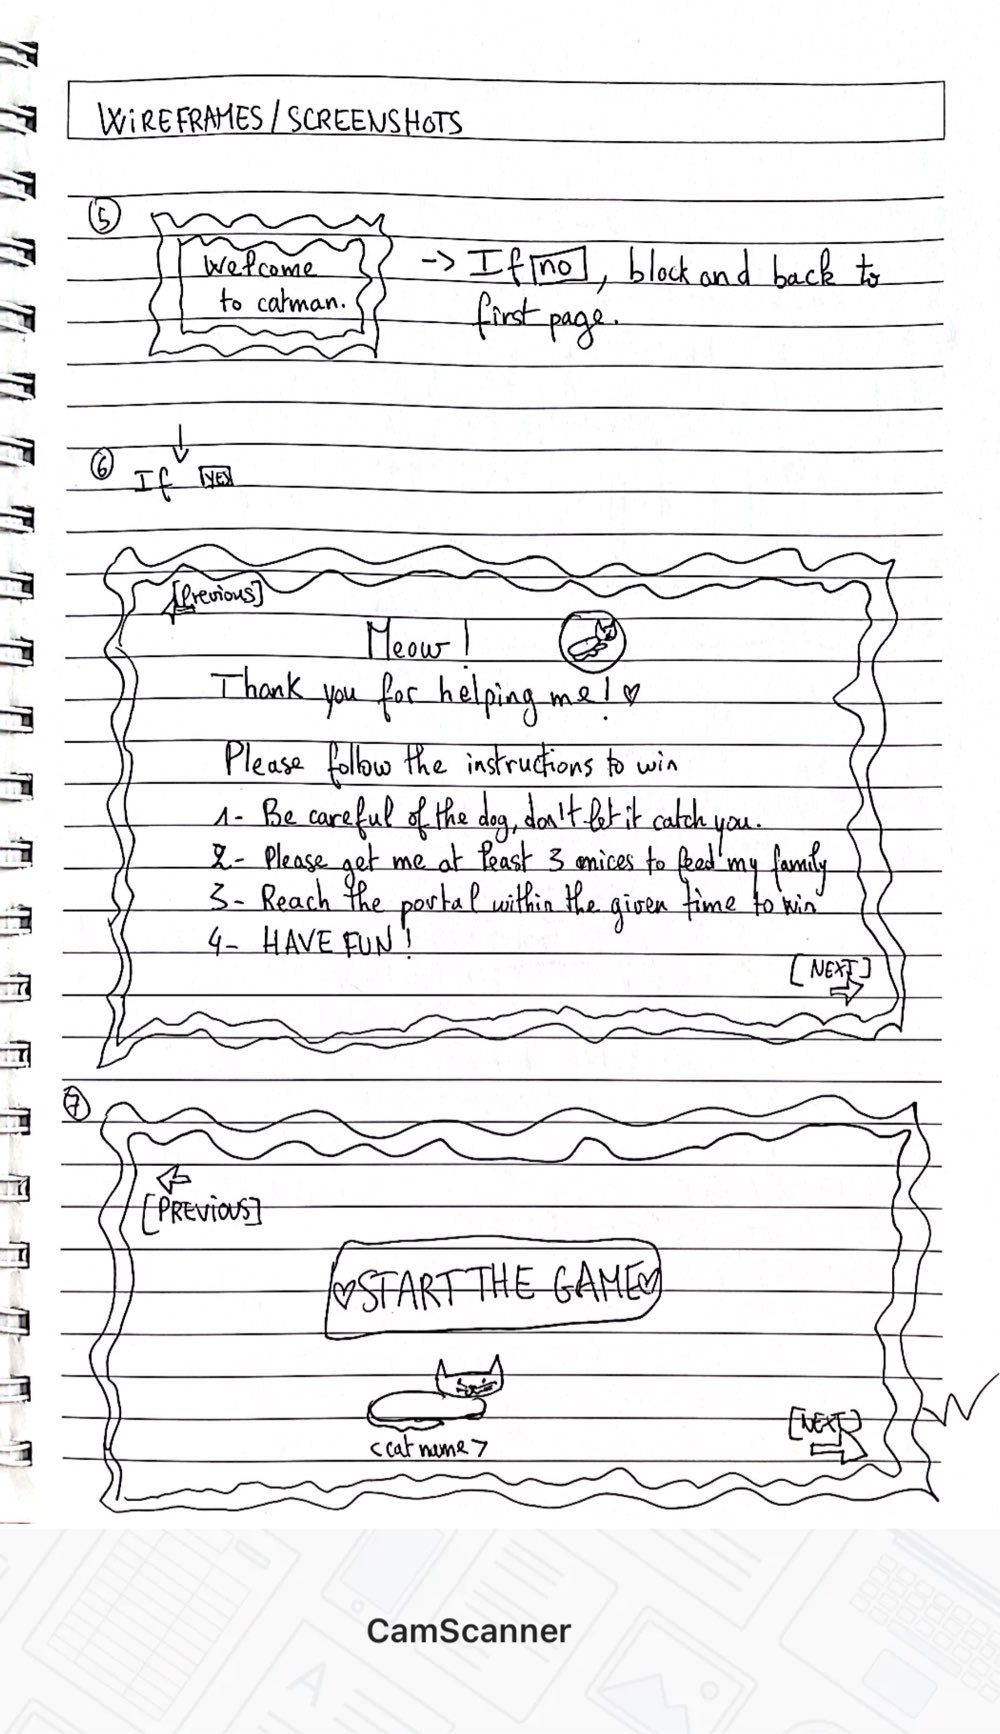 WIREFRAMES / SCREENSHOTS
5
Welcome
to catman.
-> If no, block and back to
first page.
6
If YES
[Previous]
Meow !
Thank you for helping me! ♡
Please follow the instructions to win
1- Be careful of the dog, don't let it catch you.
2- Please get me at least 3 mices to feed my family
3- Reach the portal within the given time to win
4- HAVE FUN !
[NEXT]
7
[PREVIOUS]
♡START THE GAME♡
<cat name>
[NEXT]
CamScanner